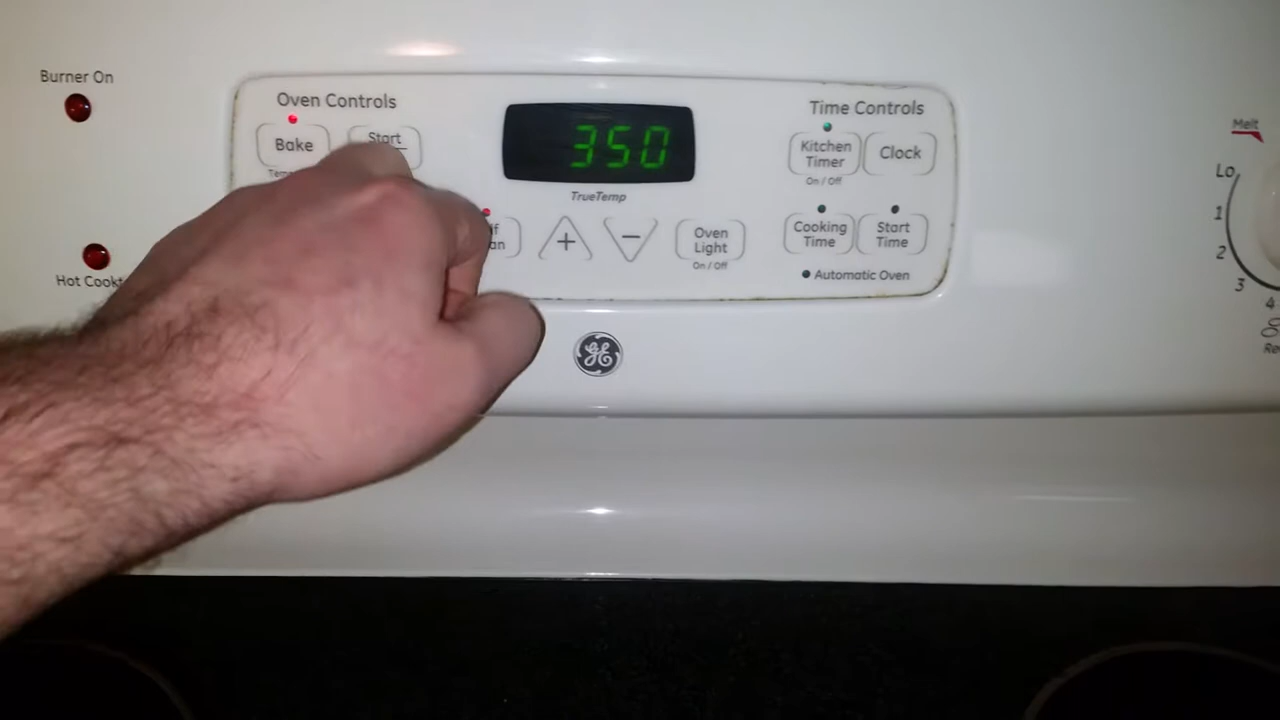 Burner On
Oven Controls
Bake
Start
350
TrueTemp
Time Controls
Kitchen
Timer
On / Off
Clock
+
−
Oven
Light
On / Off
Cooking
Time
Start
Time
Automatic Oven
Hot
GE
Melt
Lo
1
2
3
4